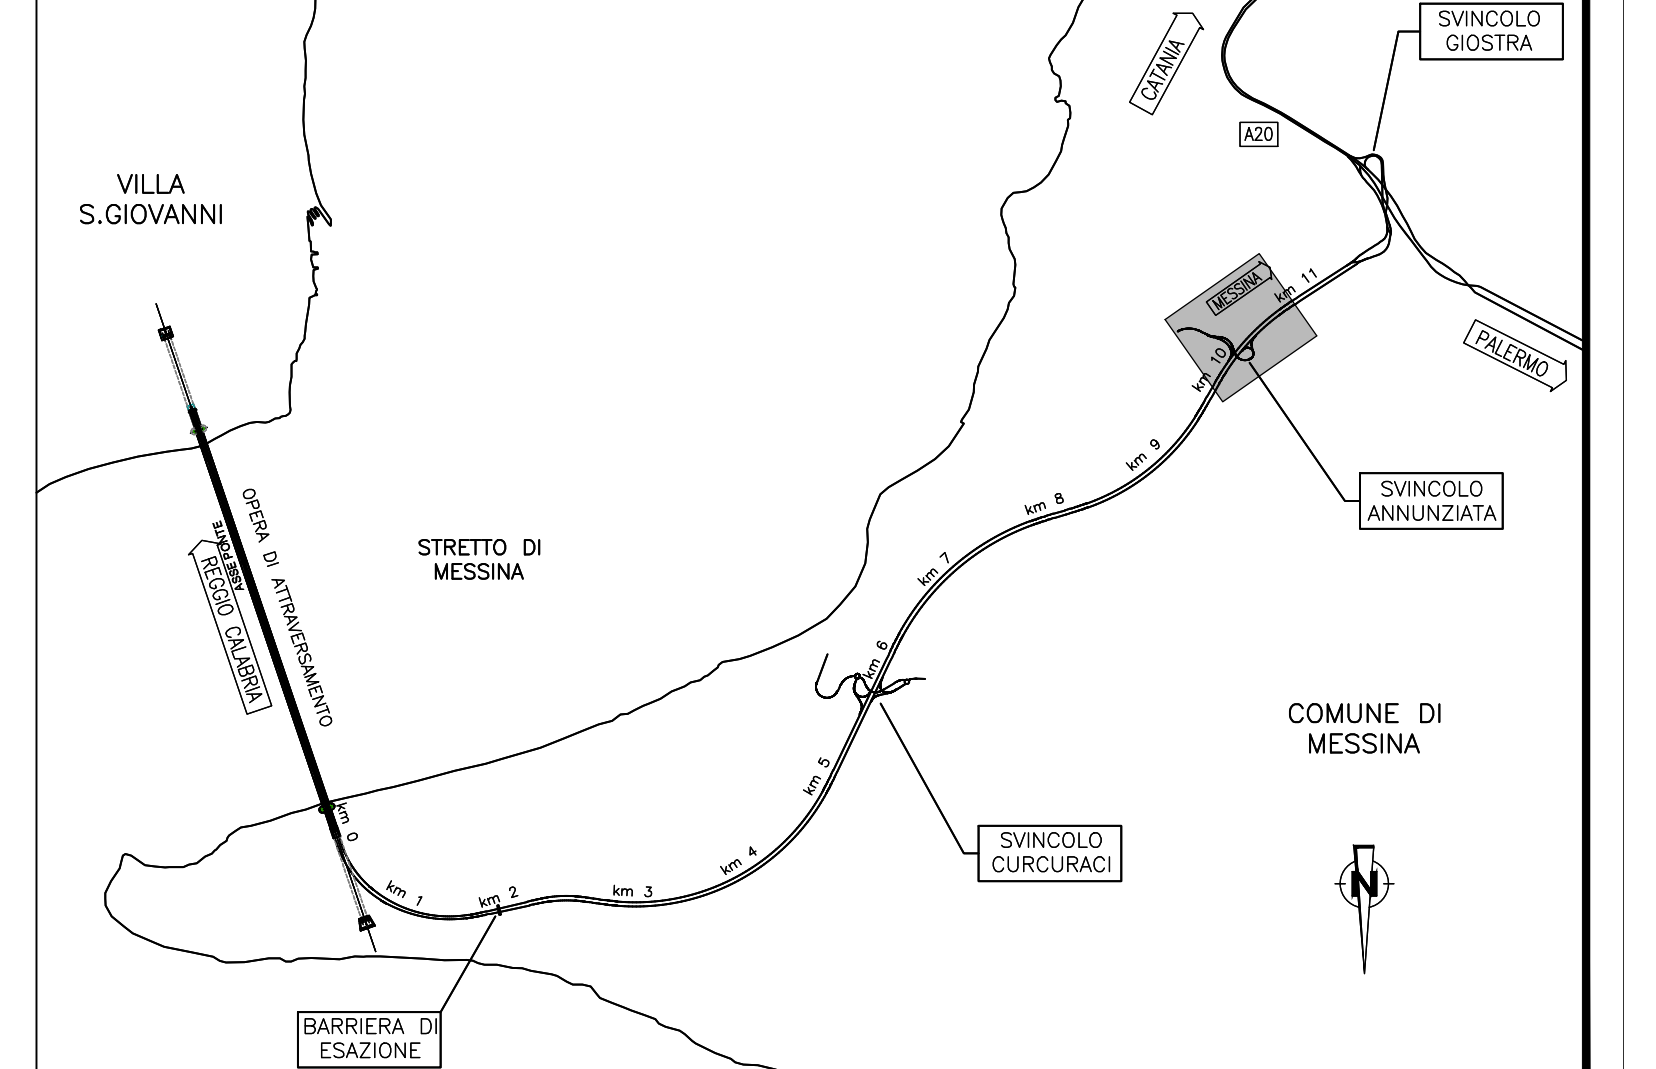 SVINCOLO
GIOSTRA
CATANIA
A20
VILLA
S.GIOVANNI
MESSINA
km 11
km 10
PALERMO
km 9
SVINCOLO
ANNUNZIATA
km 8
OPERA DI ATTRAVERSAMENTO
ASSE PONTE
REGGIO CALABRIA
STRETTO DI
MESSINA
km 7
km 6
COMUNE DI
MESSINA
km 5
km 0
SVINCOLO
CURCURACI
km 4
km 3
km 2
km 1
N
BARRIERA DI
ESAZIONE